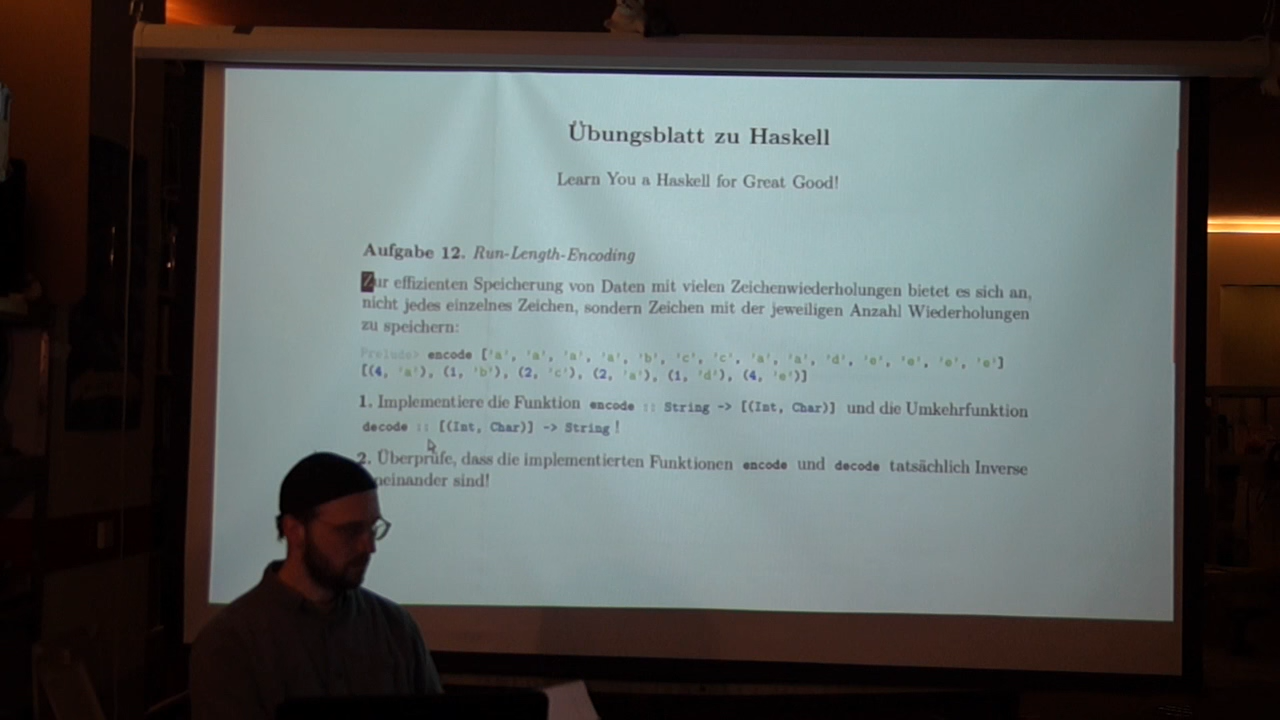 Übungsblatt zu Haskell
Learn You a Haskell for Great Good!
Aufgabe 12. Run-Length-Encoding
Zur effizienten Speicherung von Daten mit vielen Zeichenwiederholungen bietet es sich an,
nicht jedes einzelnes Zeichen, sondern Zeichen mit der jeweiligen Anzahl Wiederholungen
zu speichern:
Prelude> encode ['a', 'a', 'a', 'a', 'b', 'c', 'c', 'a', 'a', 'd', 'e', 'e', 'e', 'e']
[(4, 'a'), (1, 'b'), (2, 'c'), (2, 'a'), (1, 'd'), (4, 'e')]
1. Implementiere die Funktion encode :: String -> [(Int, Char)] und die Umkehrfunktion
decode :: [(Int, Char)] -> String !
2. Überprüfe, dass die implementierten Funktionen encode und decode tatsächlich Inverse
neinander sind!